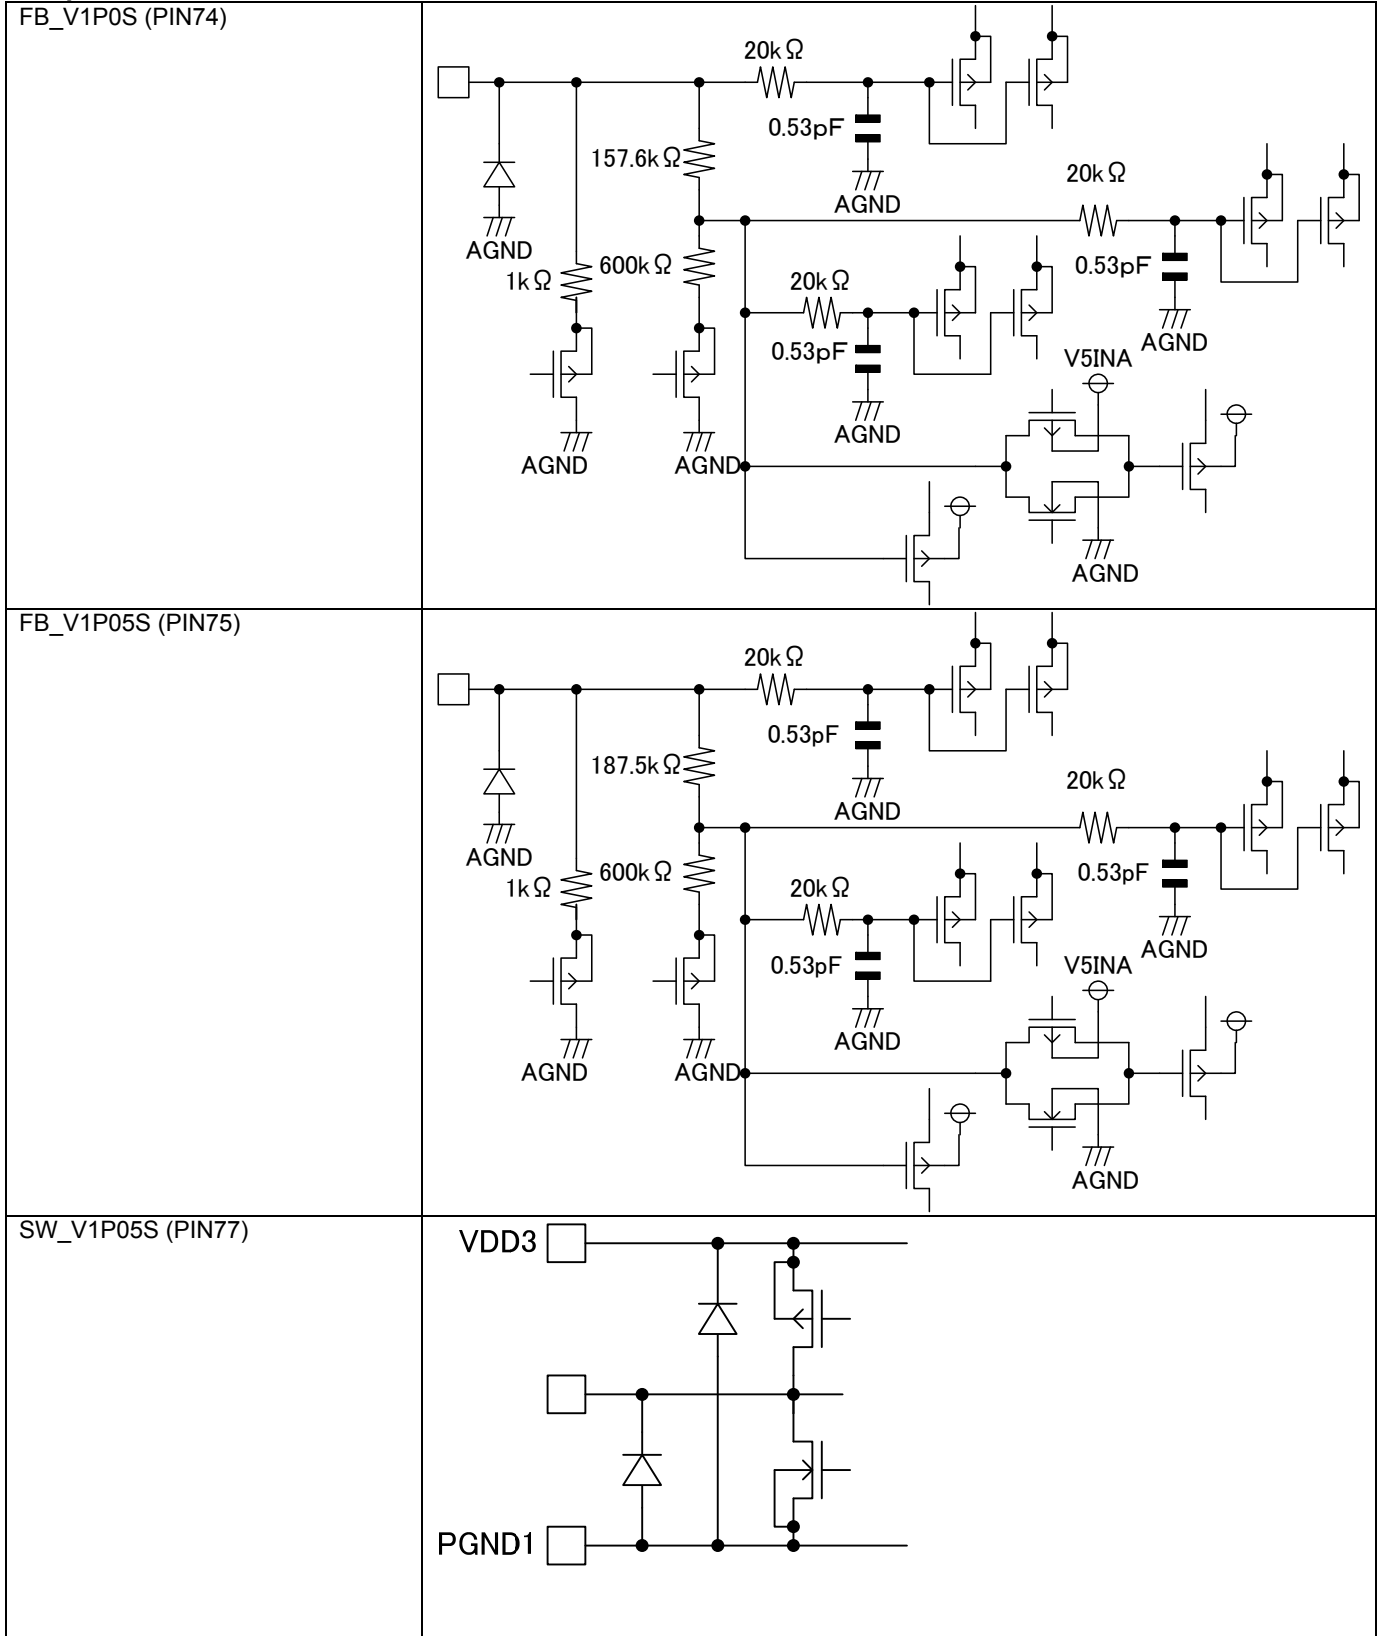 FB_V1P0S (PIN74)
20kΩ
0.53pF
157.6kΩ
AGND
20kΩ
AGND
1kΩ
600kΩ
20kΩ
0.53pF
0.53pF
AGND
V5INA
AGND
AGND
AGND
AGND
FB_V1P05S (PIN75)
20kΩ
0.53pF
187.5kΩ
AGND
20kΩ
AGND
1kΩ
600kΩ
20kΩ
0.53pF
0.53pF
AGND
V5INA
AGND
AGND
AGND
AGND
SW_V1P05S (PIN77)
VDD3
PGND1